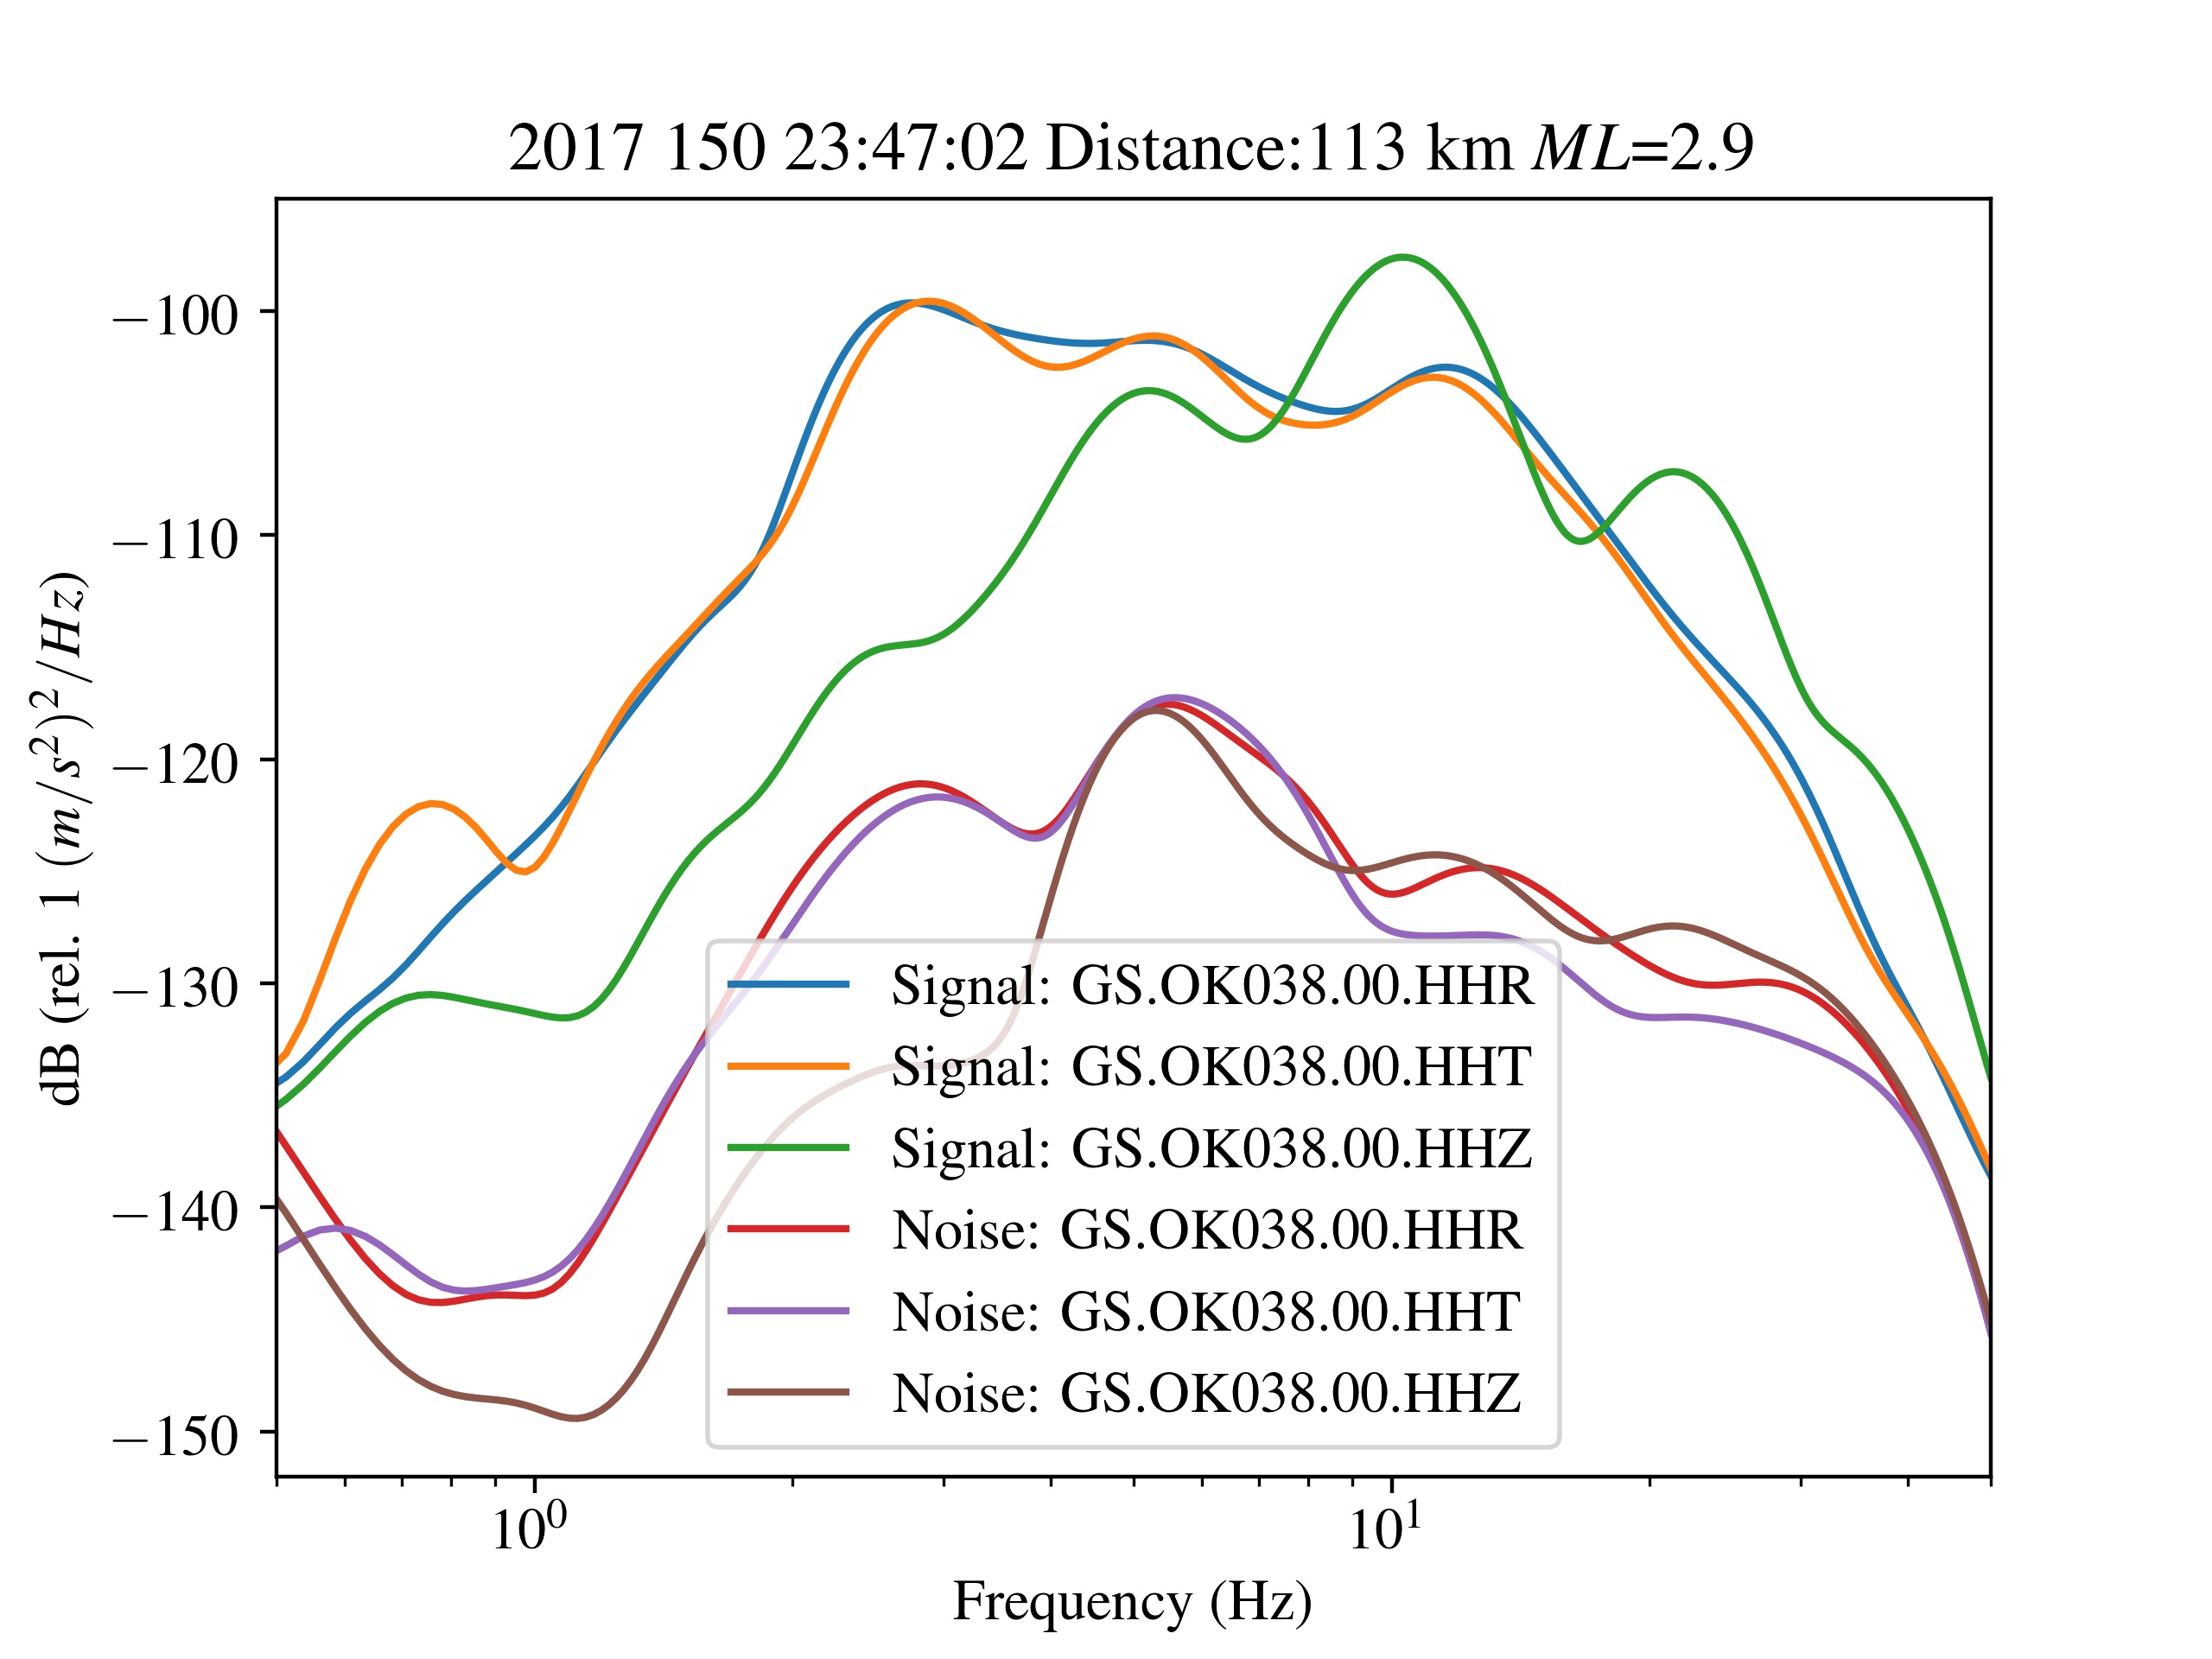 2017 150 23:47:02 Distance:113 km ML=2.9
dB (rel. 1 (m/s²)²/Hz)
−100
−110
−120
−130
−140
−150
Signal: GS.OK038.00.HHR
Signal: GS.OK038.00.HHT
Signal: GS.OK038.00.HHZ
Noise: GS.OK038.00.HHR
Noise: GS.OK038.00.HHT
Noise: GS.OK038.00.HHZ
10⁰ 10¹
Frequency (Hz)